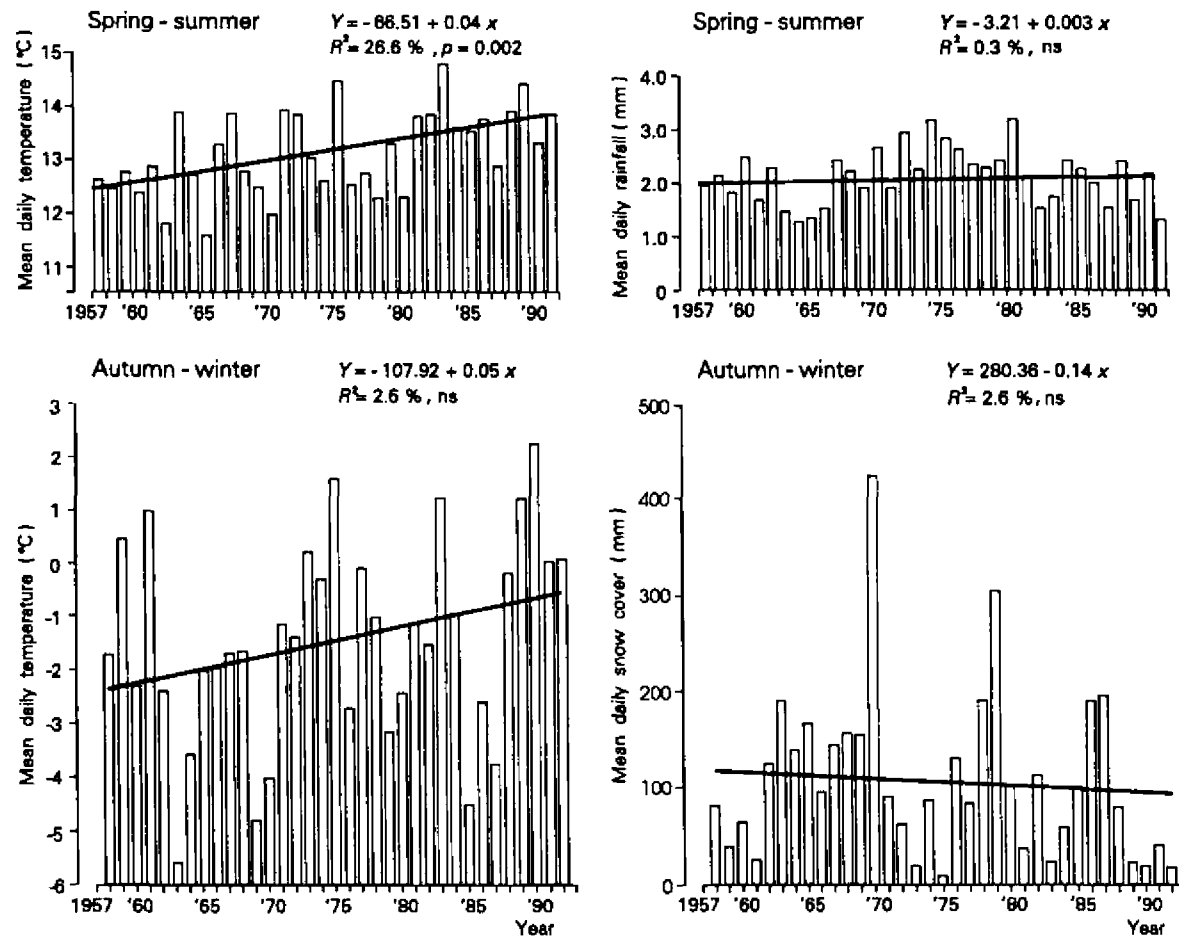 Spring - summer
Y = - 66.51 + 0.04 x
R² = 26.6 % , p = 0.002
Mean daily temperature (°C)
15
14
13
12
11
1957 '60 '65 '70 '75 '80 '85 '90
Spring - summer
Y = - 3.21 + 0.003 x
R² = 0.3 % , ns
Mean daily rainfall (mm)
4.0
3.0
2.0
1.0
0
1957 '60 '65 '70 '75 '80 '85 '90
Autumn - winter
Y = - 107.92 + 0.05 x
R² = 2.6 % , ns
Mean daily temperature (°C)
3
2
1
0
-1
-2
-3
-4
-5
-6
1957 '60 '65 '70 '75 '80 '85 '90
Year
Autumn - winter
Y = 280.36 - 0.14 x
R² = 2.6 % , ns
Mean daily snow cover (mm)
500
400
300
200
100
0
1957 '60 '65 '70 '75 '80 '85 '90
Year